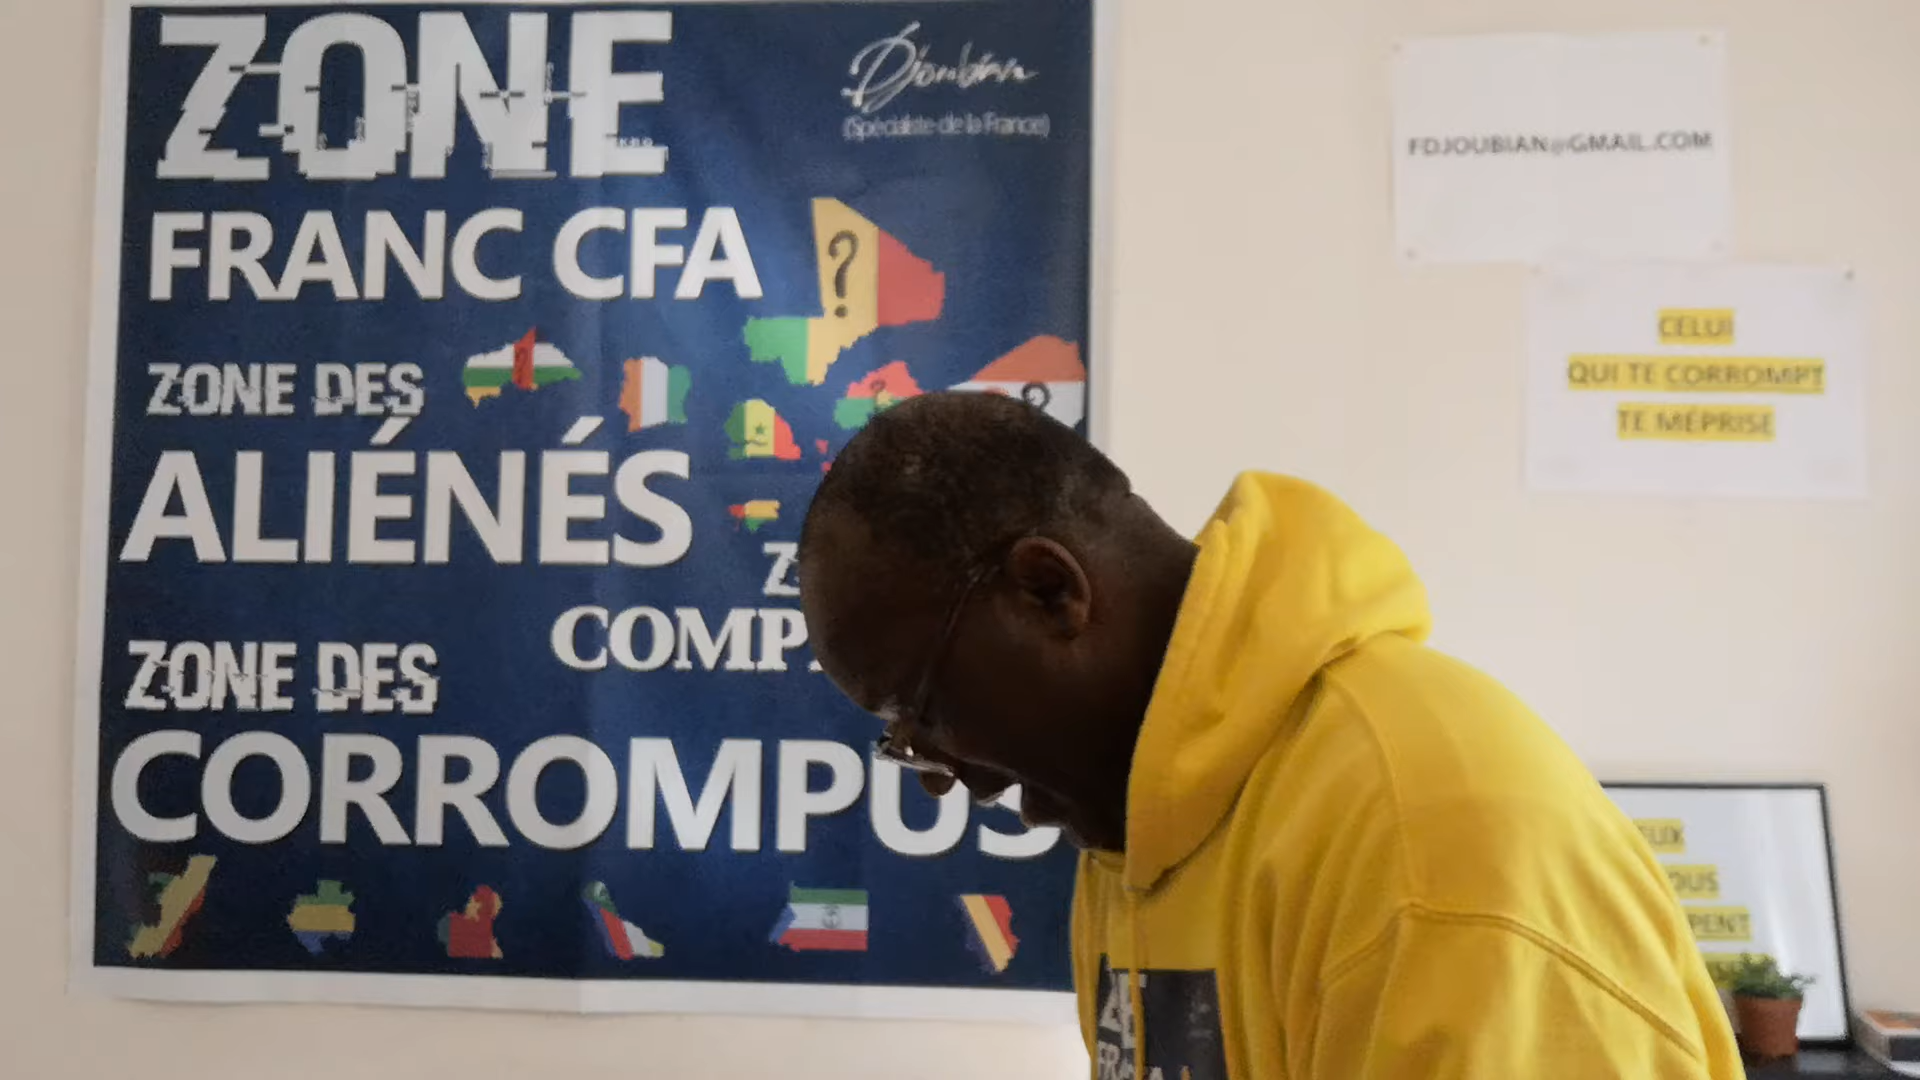 ZONE
Djoubian
(Spécialiste de la France)
FRANC CFA
?
ZONE DES
ALIÉNÉS
COMP
ZONE DES
CORROMPUS
FDJOUBIAN@GMAIL.COM
CELUI
QUI TE CORROMPT
TE MÉPRISE